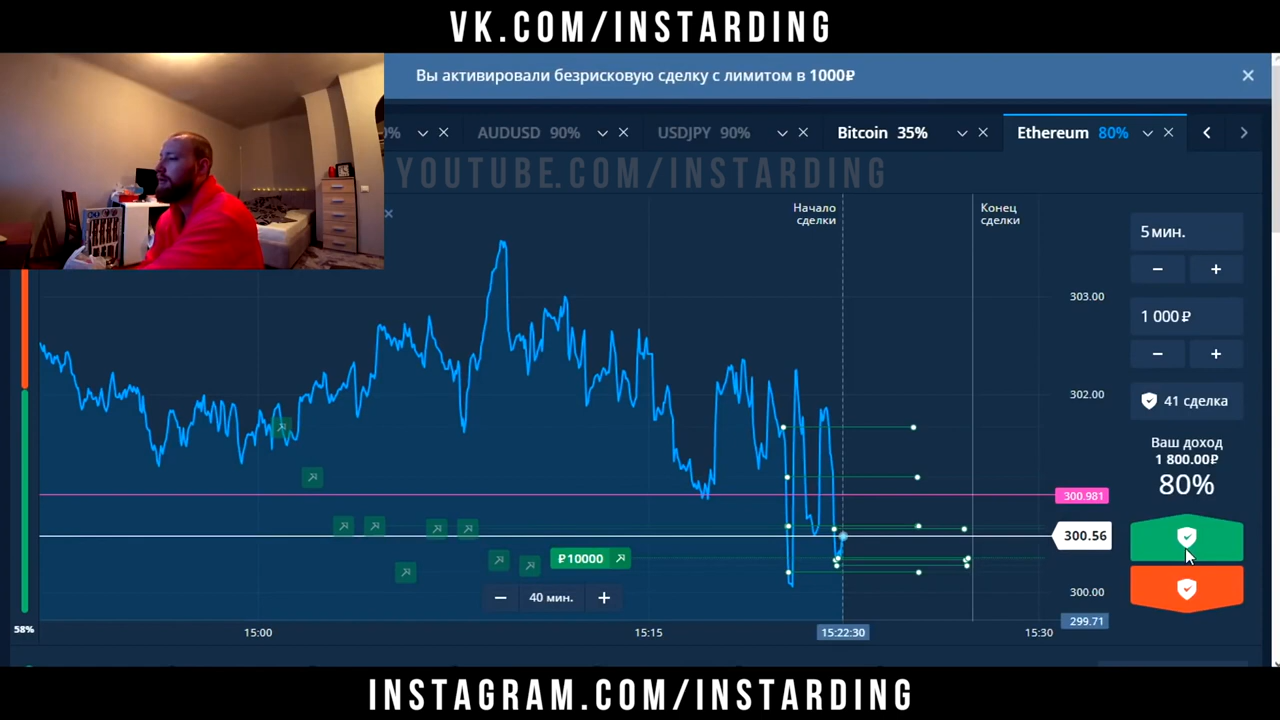 VK.COM/INSTARDING
Вы активировали безрисковую сделку с лимитом в 1000₽
0% AUDUSD 90% USDJPY 90% Bitcoin 35% Ethereum 80%
YOUTUBE.COM/INSTARDING
Начало
сделки
Конец
сделки
5 мин.
303.00
1 000 ₽
302.00
41 сделка
Ваш доход
1 800.00₽
80%
300.981
300.56
₽10000
40 мин.
300.00
299.71
58%
15:00 15:15 15:22:30 15:30
INSTAGRAM.COM/INSTARDING